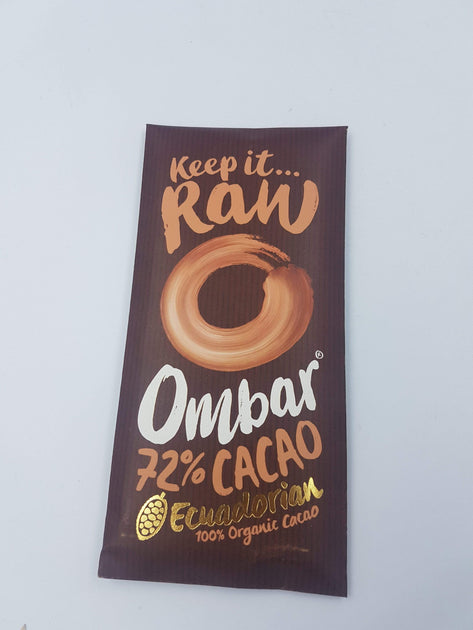 Keep it...
Raw
Ombar®
72% CACAO
Ecuadorian
100% Organic Cacao